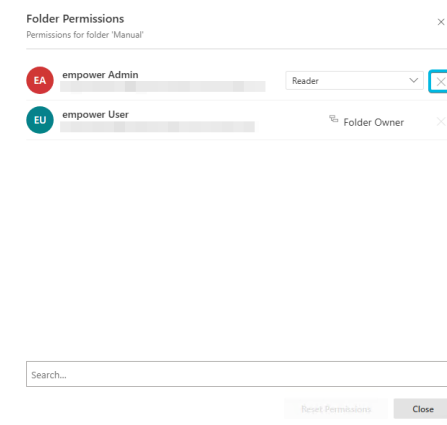 Folder Permissions
Permissions for folder 'Manual'
EA
empower Admin
Reader
EU
empower User
Folder Owner
Search...
Reset Permissions
Close